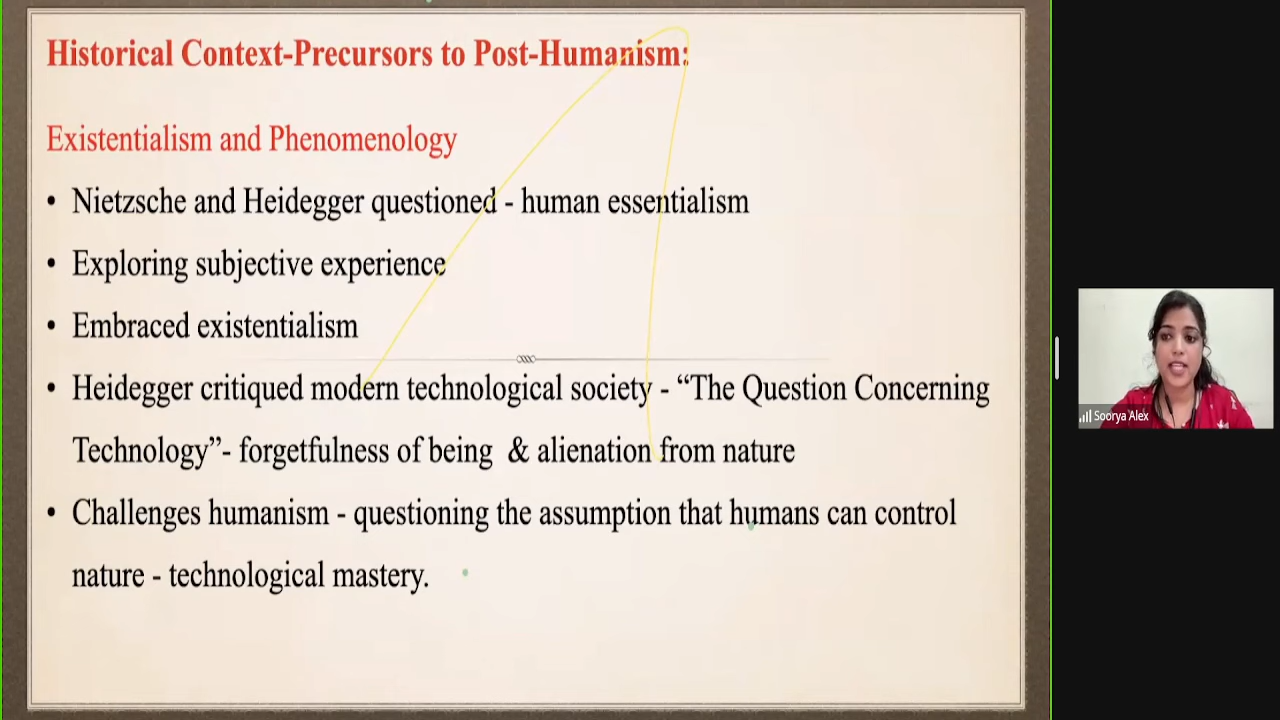 Historical Context-Precursors to Post-Humanism:
Existentialism and Phenomenology
• Nietzsche and Heidegger questioned - human essentialism
• Exploring subjective experience
• Embraced existentialism
• Heidegger critiqued modern technological society - “The Question Concerning
Technology”- forgetfulness of being & alienation from nature
• Challenges humanism - questioning the assumption that humans can control
nature - technological mastery.
Soorya Alex